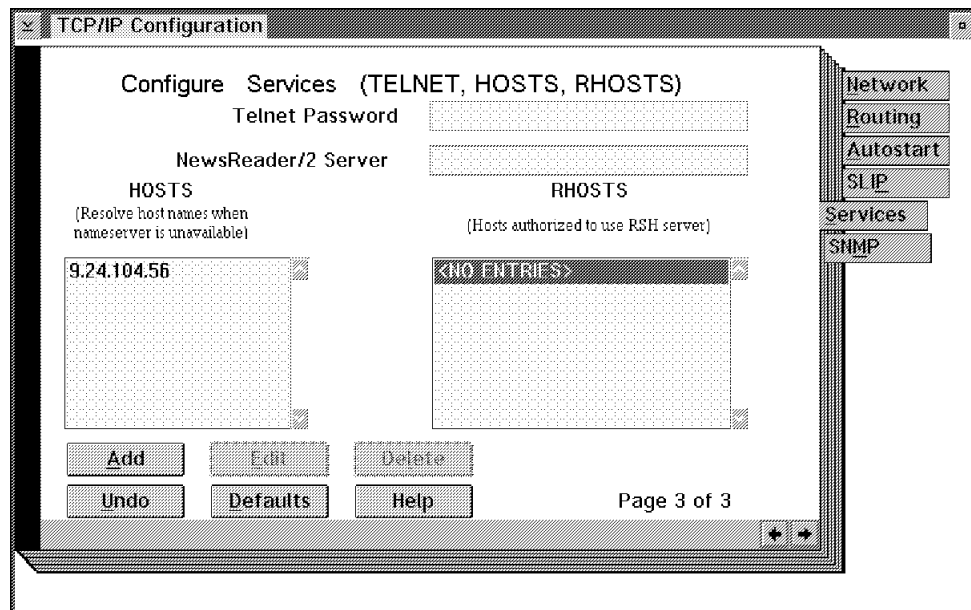 TCP/IP Configuration
Configure Services (TELNET, HOSTS, RHOSTS)
Telnet Password
NewsReader/2 Server
HOSTS
(Resolve host names when
nameserver is unavailable)
RHOSTS
(Hosts authorized to use RSH server)
9.24.104.56
<NO ENTRIES>
Add
Edit
Delete
Undo
Defaults
Help
Page 3 of 3
Network
Routing
Autostart
SLIP
Services
SNMP